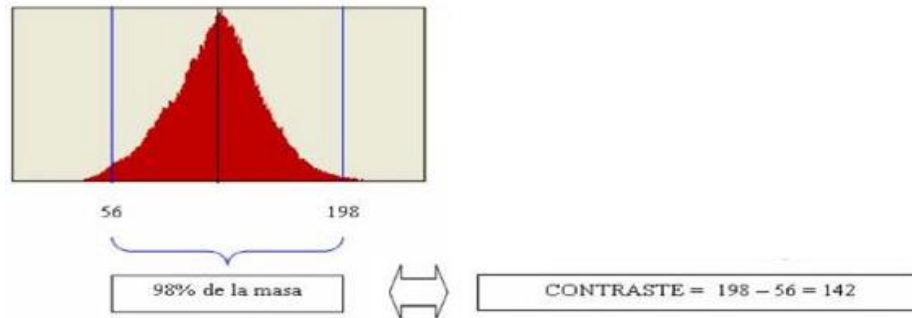 56
198
98% de la masa
CONTRASTE = 198 – 56 = 142